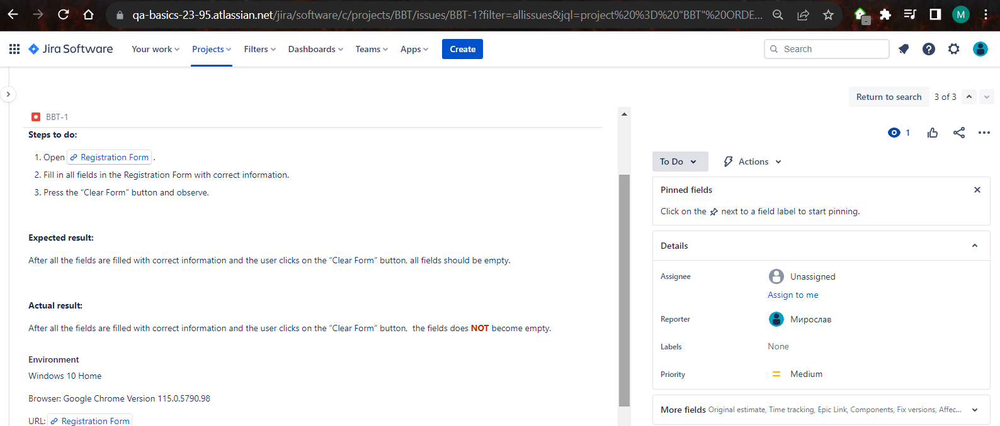 qa-basics-23-95.atlassian.net/jira/software/c/projects/BBT/issues/BBT-1?filter=allissues&jql=project%20%3D%20"BBT"%20ORDE...
M
Jira Software
Your work
Projects
Filters
Dashboards
Teams
Apps
Create
Search
Return to search
3 of 3
BBT-1
1
Steps to do:
1. Open Registration Form .
2. Fill in all fields in the Registration Form with correct information.
3. Press the “Clear Form” button and observe.
Expected result:
After all the fields are filled with correct information and the user clicks on the “Clear Form” button, all fields should be empty.
Actual result:
After all the fields are filled with correct information and the user clicks on the “Clear Form” button,  the fields does NOT become empty.
Environment
Windows 10 Home
Browser: Google Chrome Version 115.0.5790.98
URL: Registration Form
To Do
Actions
Pinned fields
Click on the next to a field label to start pinning.
Details
Assignee
Unassigned
Assign to me
Reporter
Мирослав
Labels
None
Priority
Medium
More fields Original estimate, Time tracking, Epic Link, Components, Fix versions, Affec...